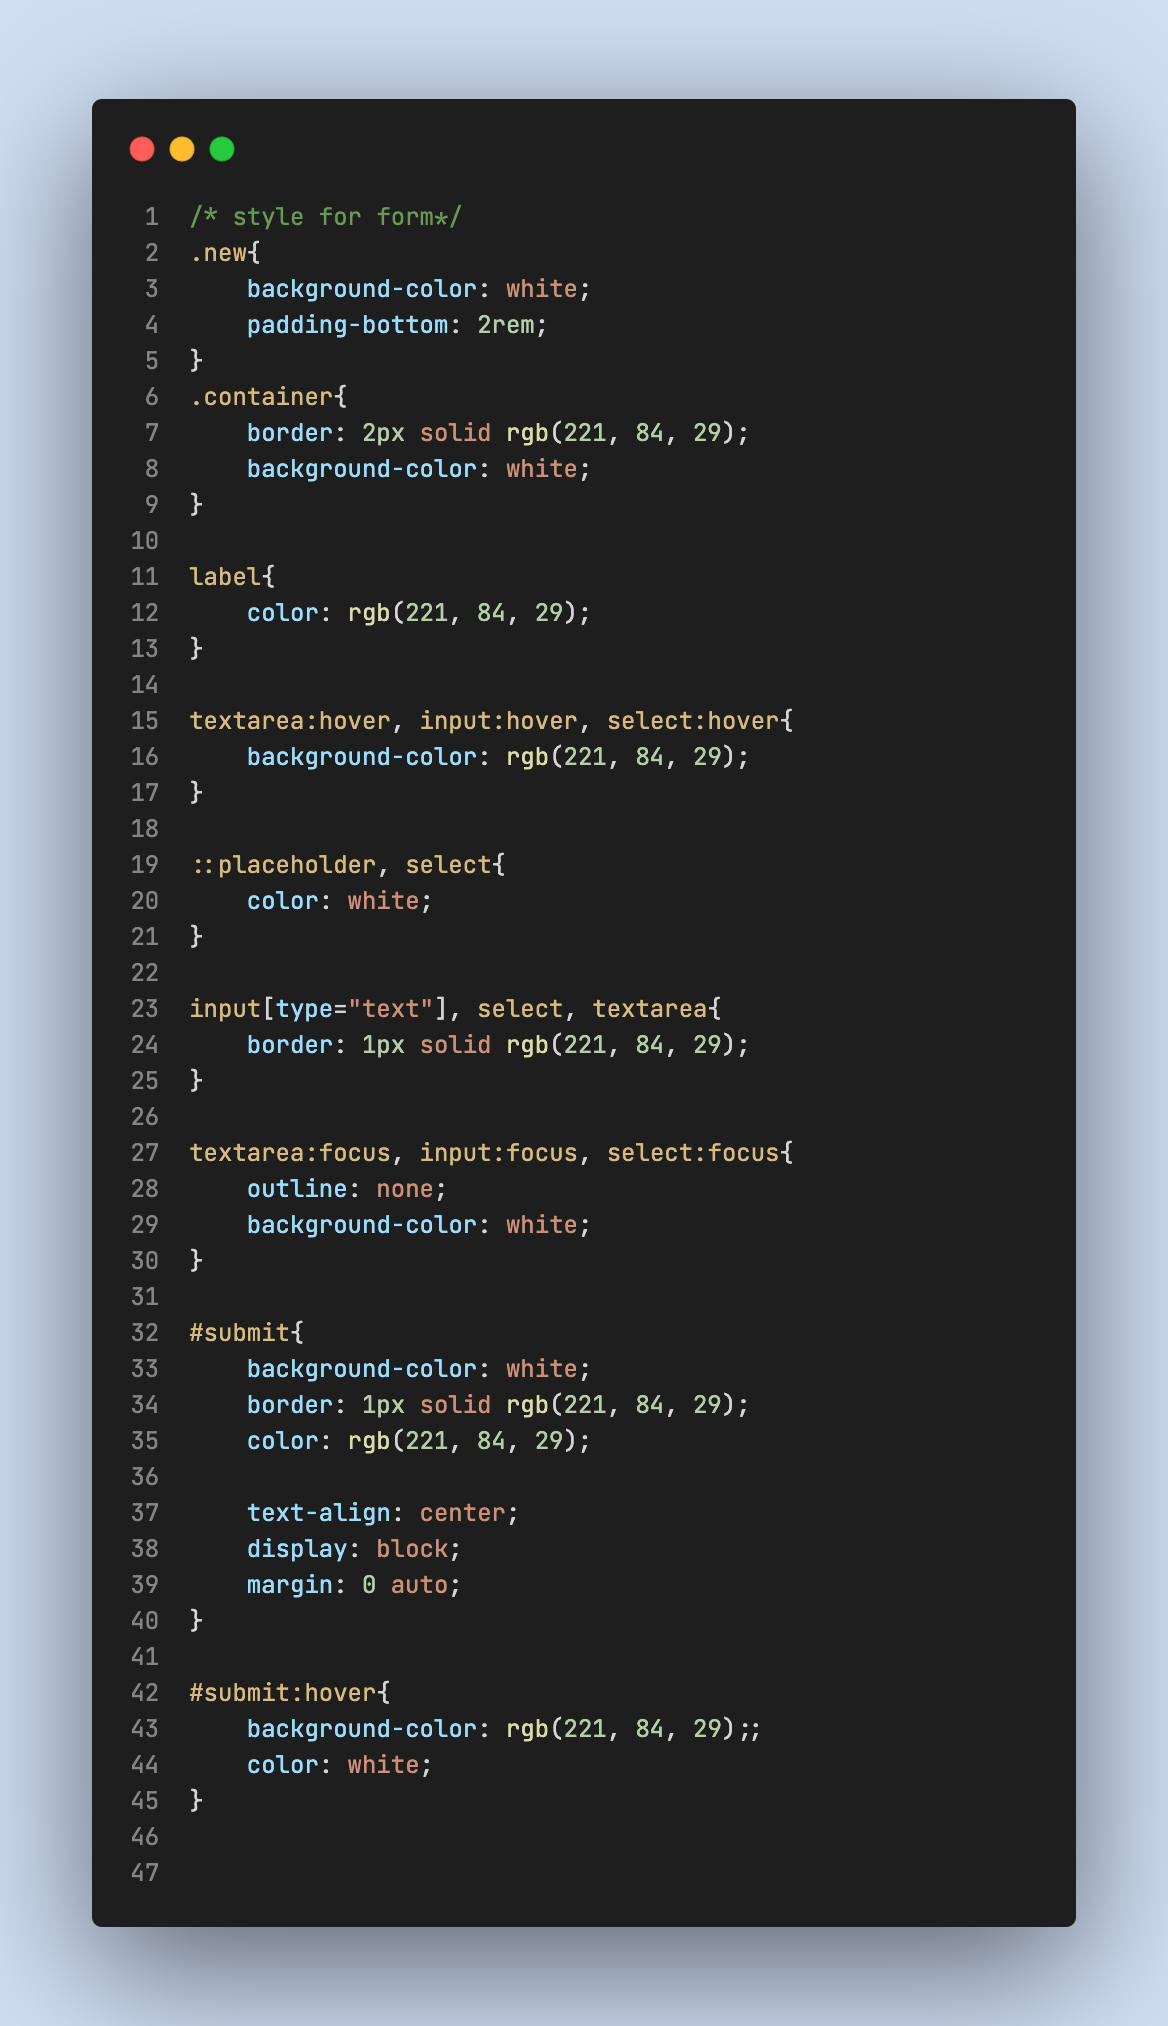 1 /* style for form*/
2 .new{
3     background-color: white;
4     padding-bottom: 2rem;
5 }
6 .container{
7     border: 2px solid rgb(221, 84, 29);
8     background-color: white;
9 }
10
11 label{
12     color: rgb(221, 84, 29);
13 }
14
15 textarea:hover, input:hover, select:hover{
16     background-color: rgb(221, 84, 29);
17 }
18
19 ::placeholder, select{
20     color: white;
21 }
22
23 input[type="text"], select, textarea{
24     border: 1px solid rgb(221, 84, 29);
25 }
26
27 textarea:focus, input:focus, select:focus{
28     outline: none;
29     background-color: white;
30 }
31
32 #submit{
33     background-color: white;
34     border: 1px solid rgb(221, 84, 29);
35     color: rgb(221, 84, 29);
36
37     text-align: center;
38     display: block;
39     margin: 0 auto;
40 }
41
42 #submit:hover{
43     background-color: rgb(221, 84, 29);;
44     color: white;
45 }
46
47